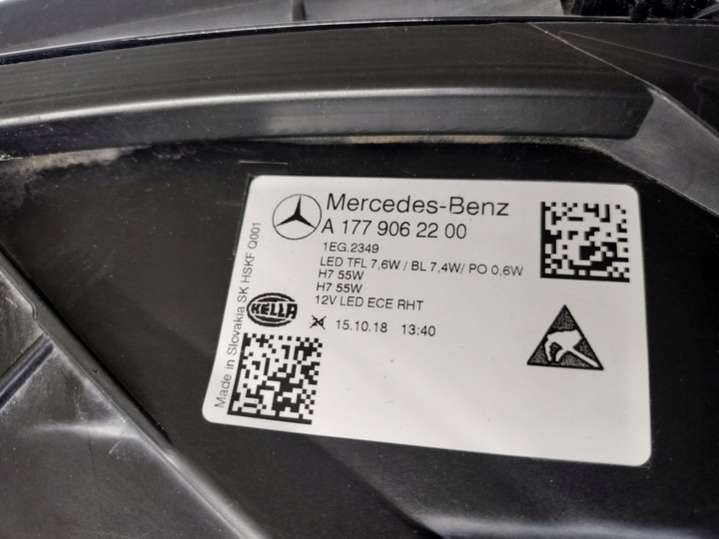 Mercedes-Benz
A 177 906 22 00
1EG.2349
LED TFL 7,6W / BL 7,4W/ PO 0,6W
H7 55W
H7 55W
12V LED ECE RHT
HELLA
15.10.18 13:40
Made in Slovakia SK HSKF Q001